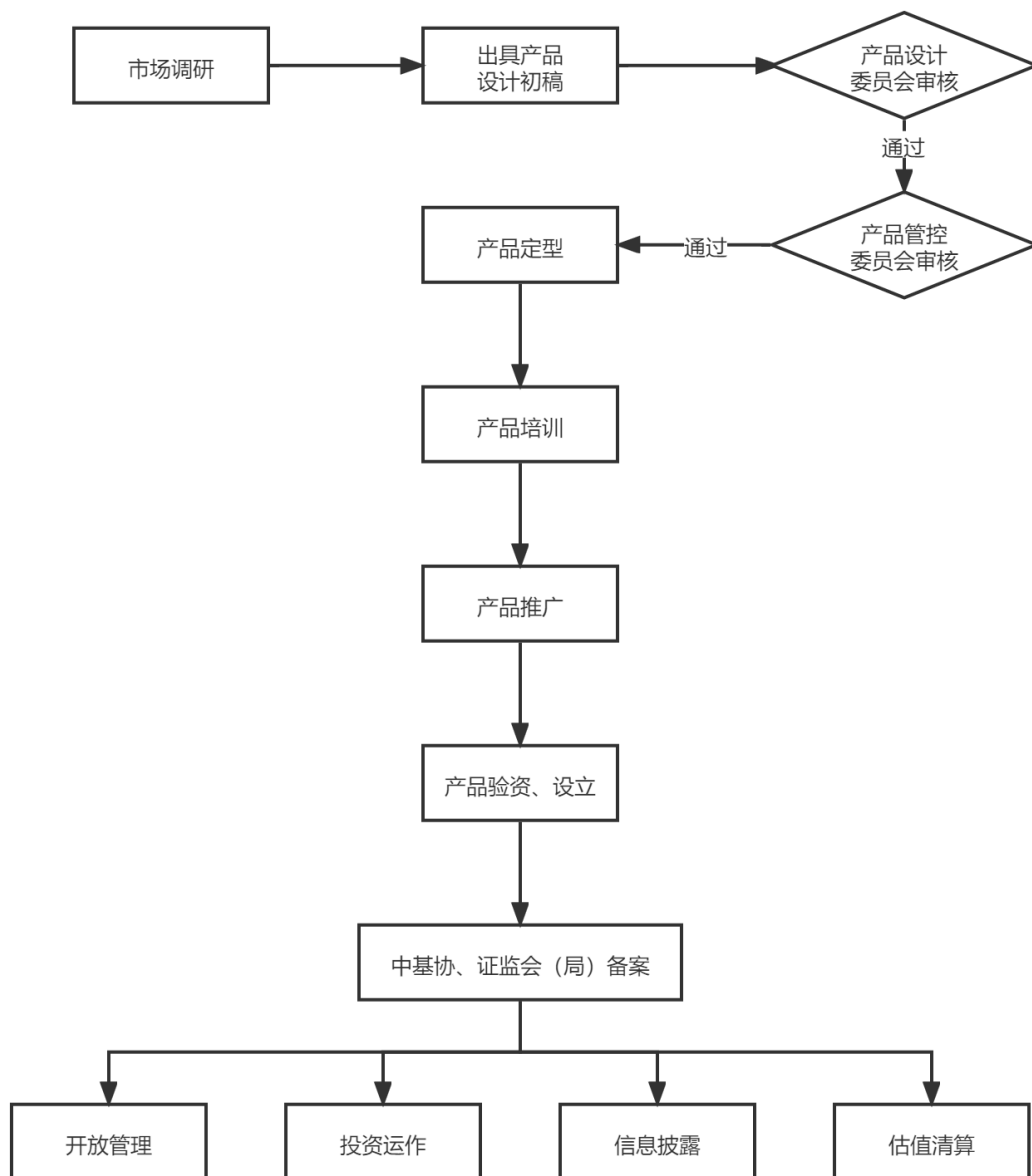 市场调研
出具产品
设计初稿
产品设计
委员会审核
通过
产品管控
委员会审核
通过
产品定型
产品培训
产品推广
产品验资、设立
中基协、证监会（局）备案
开放管理
投资运作
信息披露
估值清算